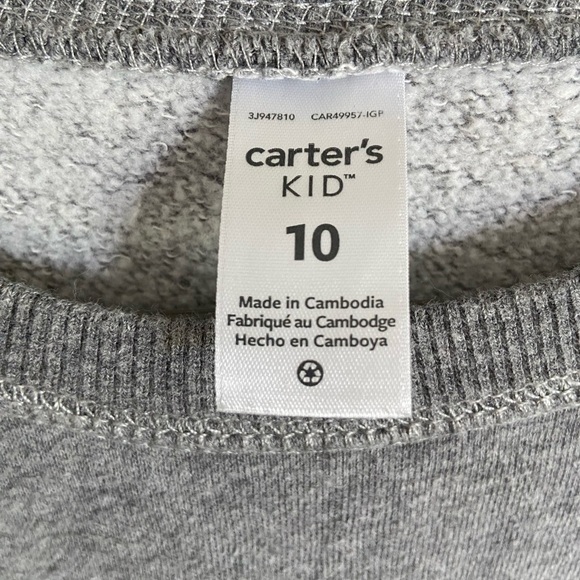 3J947810 CAR49957-IGP
carter's
KID™
10
Made in Cambodia
Fabriqué au Cambodge
Hecho en Camboya